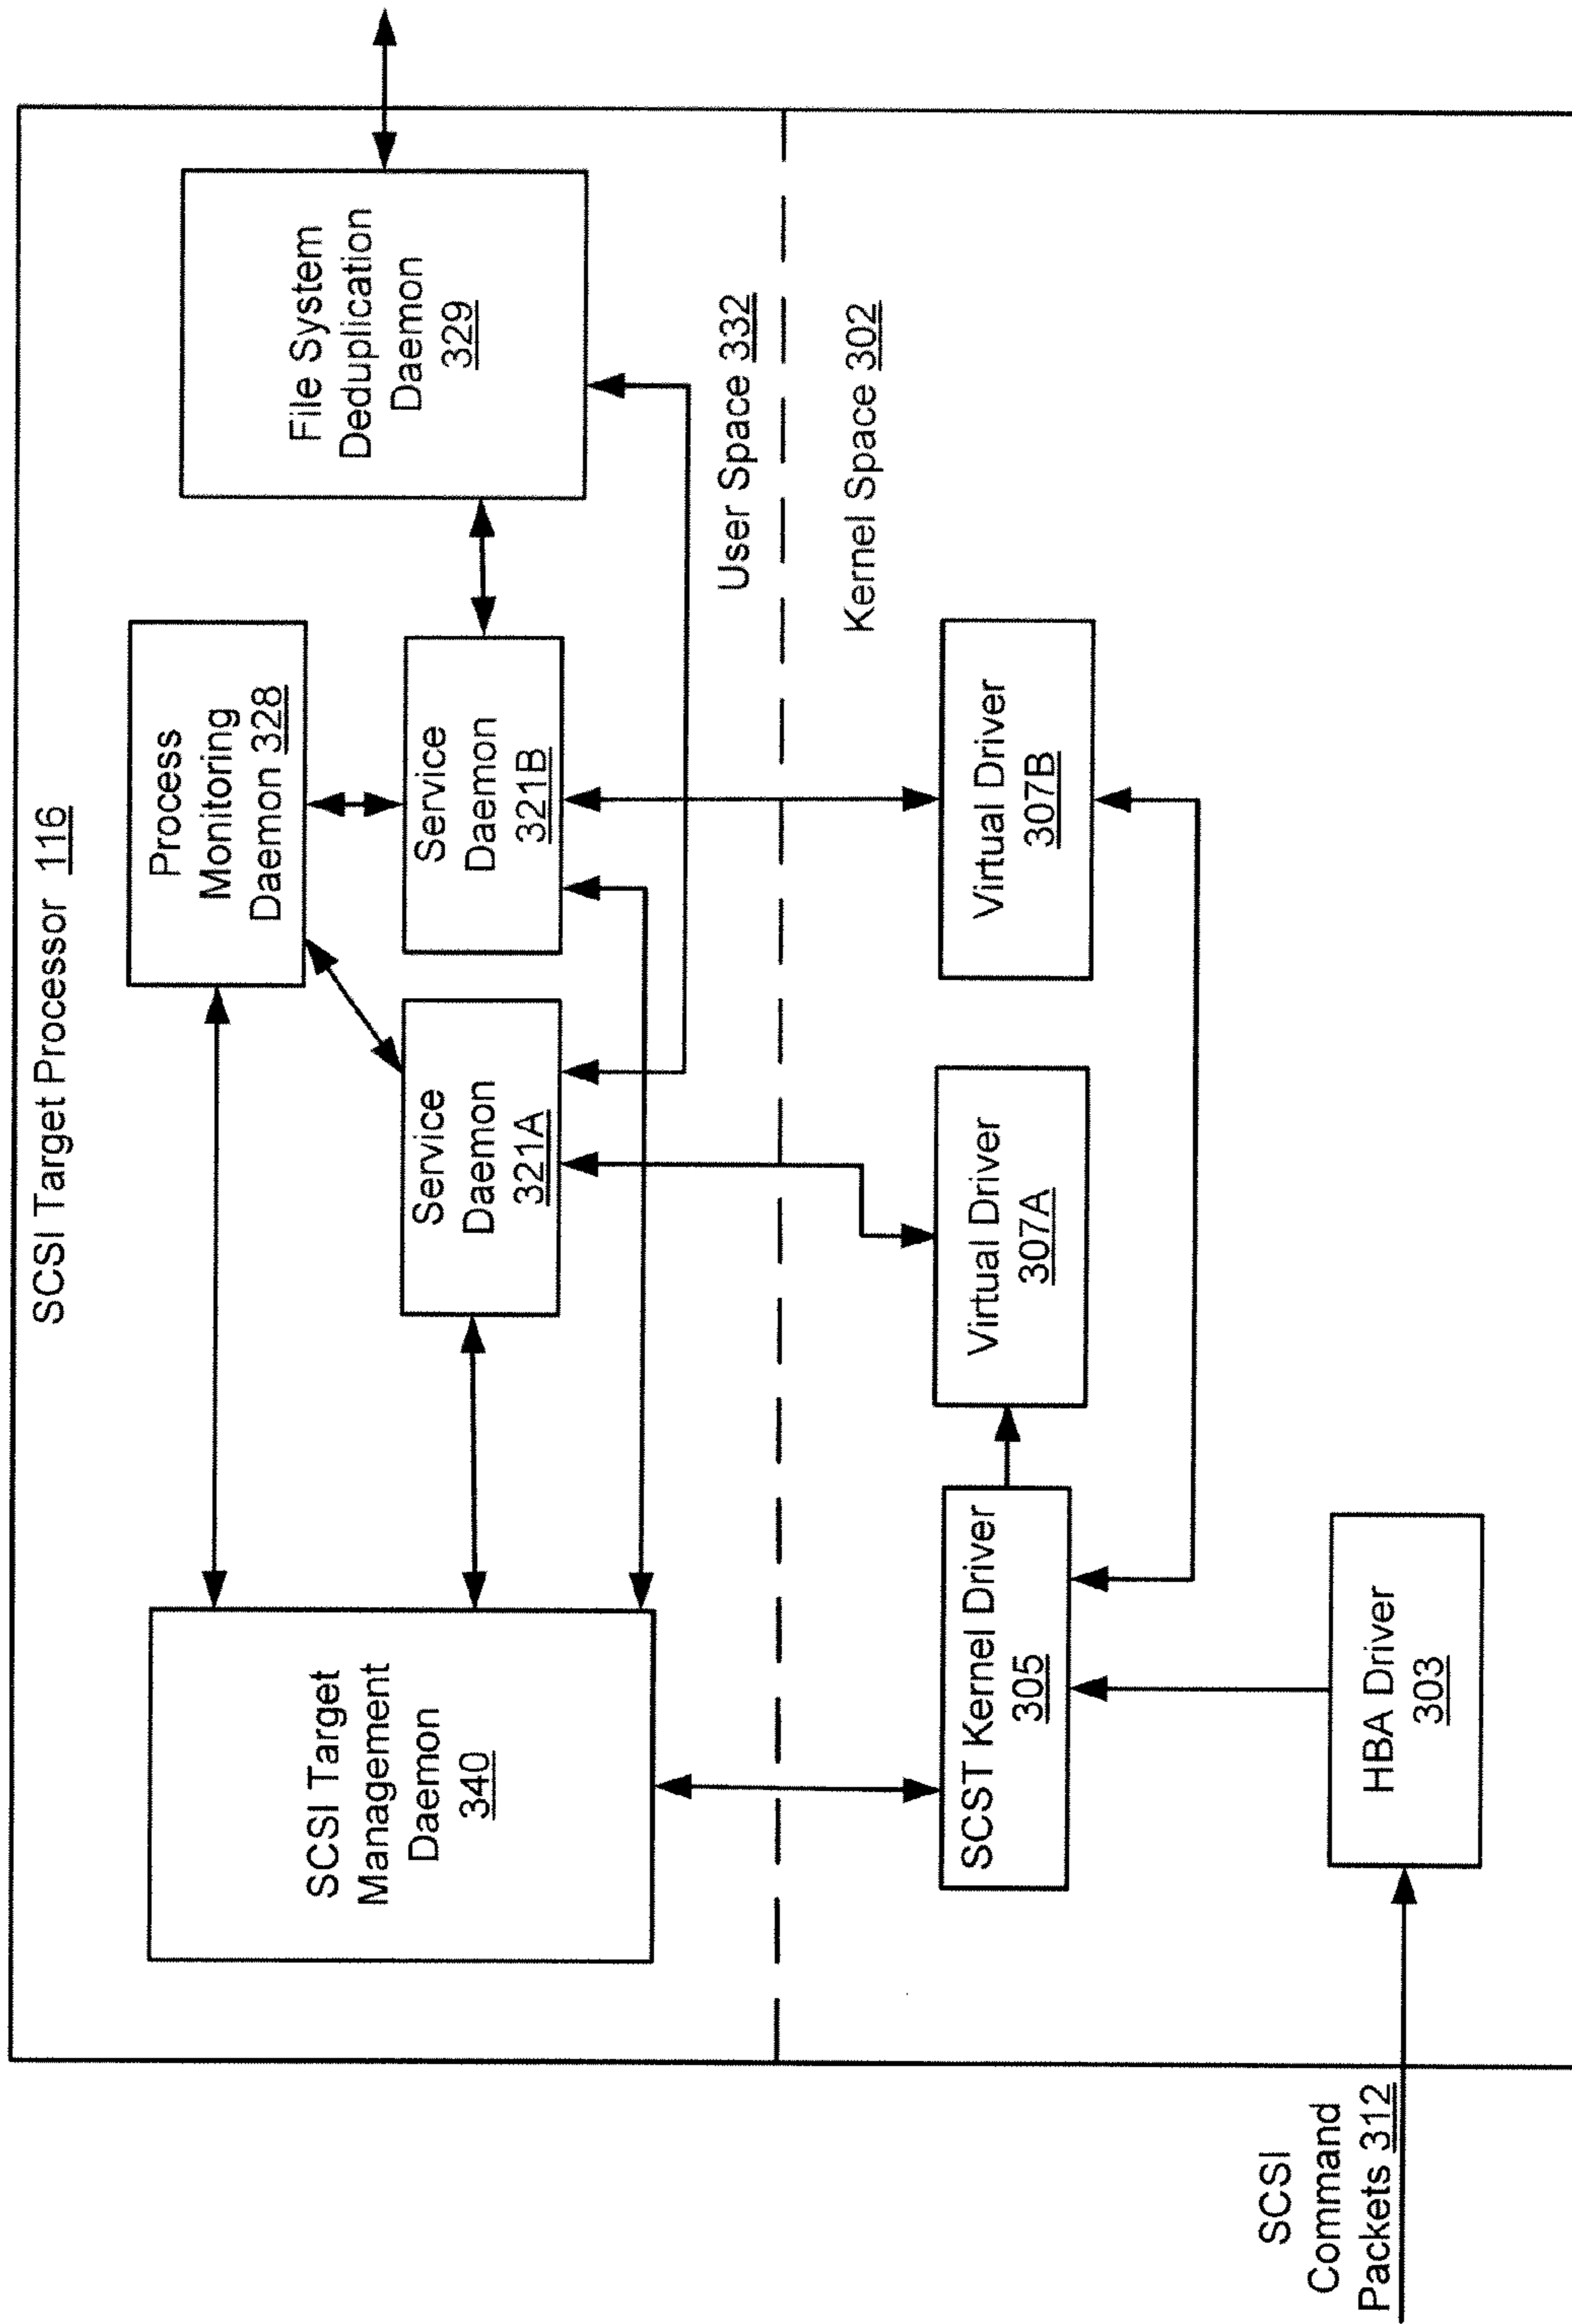 SCSI Target Processor 116
SCSI Target
Management
Daemon
340
Process
Monitoring
Daemon 328
Service
Daemon
321A
Service
Daemon
321B
File System
Deduplication
Daemon
329
User Space 332
Kernel Space 302
SCST Kernel Driver
305
Virtual Driver
307A
Virtual Driver
307B
HBA Driver
303
SCSI
Command
Packets 312